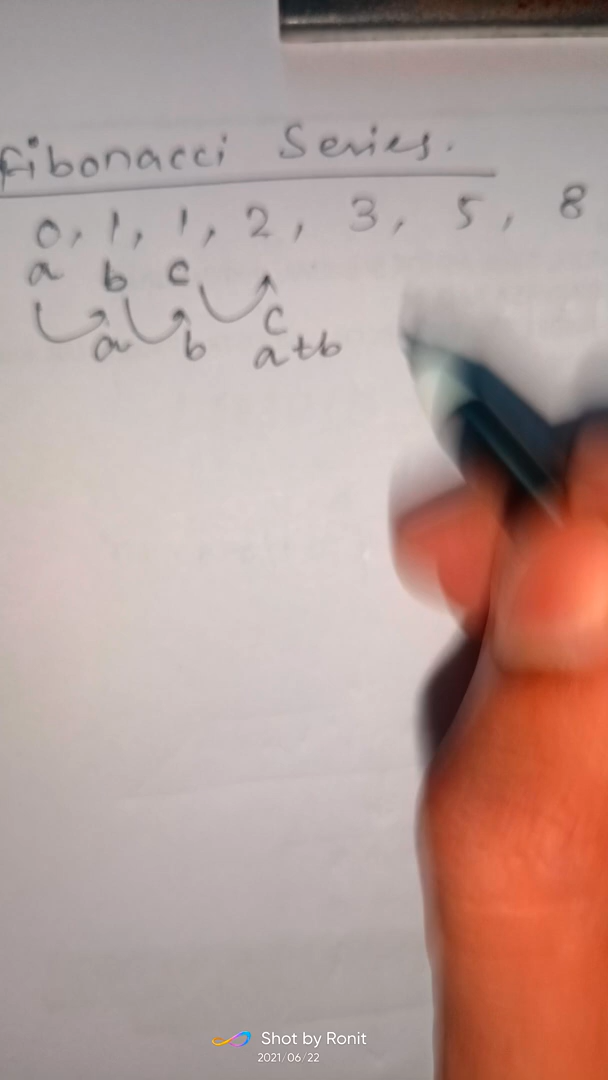 Fibonacci Series.
0, 1, 1, 2, 3, 5, 8
a b c
a b c
a+b
Shot by Ronit
2021/06/22